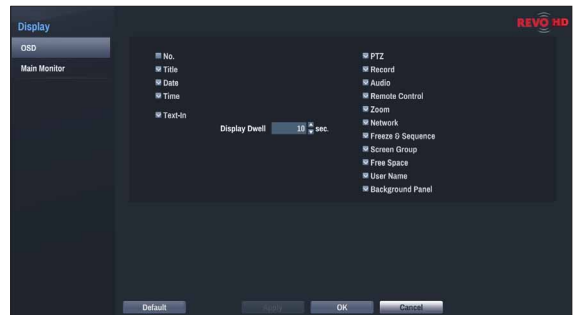 Display
REVO HD
OSD
Main Monitor
No.
Title
Date
Time
Text-In
Display Dwell 10 sec.
PTZ
Record
Audio
Remote Control
Zoom
Network
Freeze & Sequence
Screen Group
Free Space
User Name
Background Panel
Default
Apply
OK
Cancel